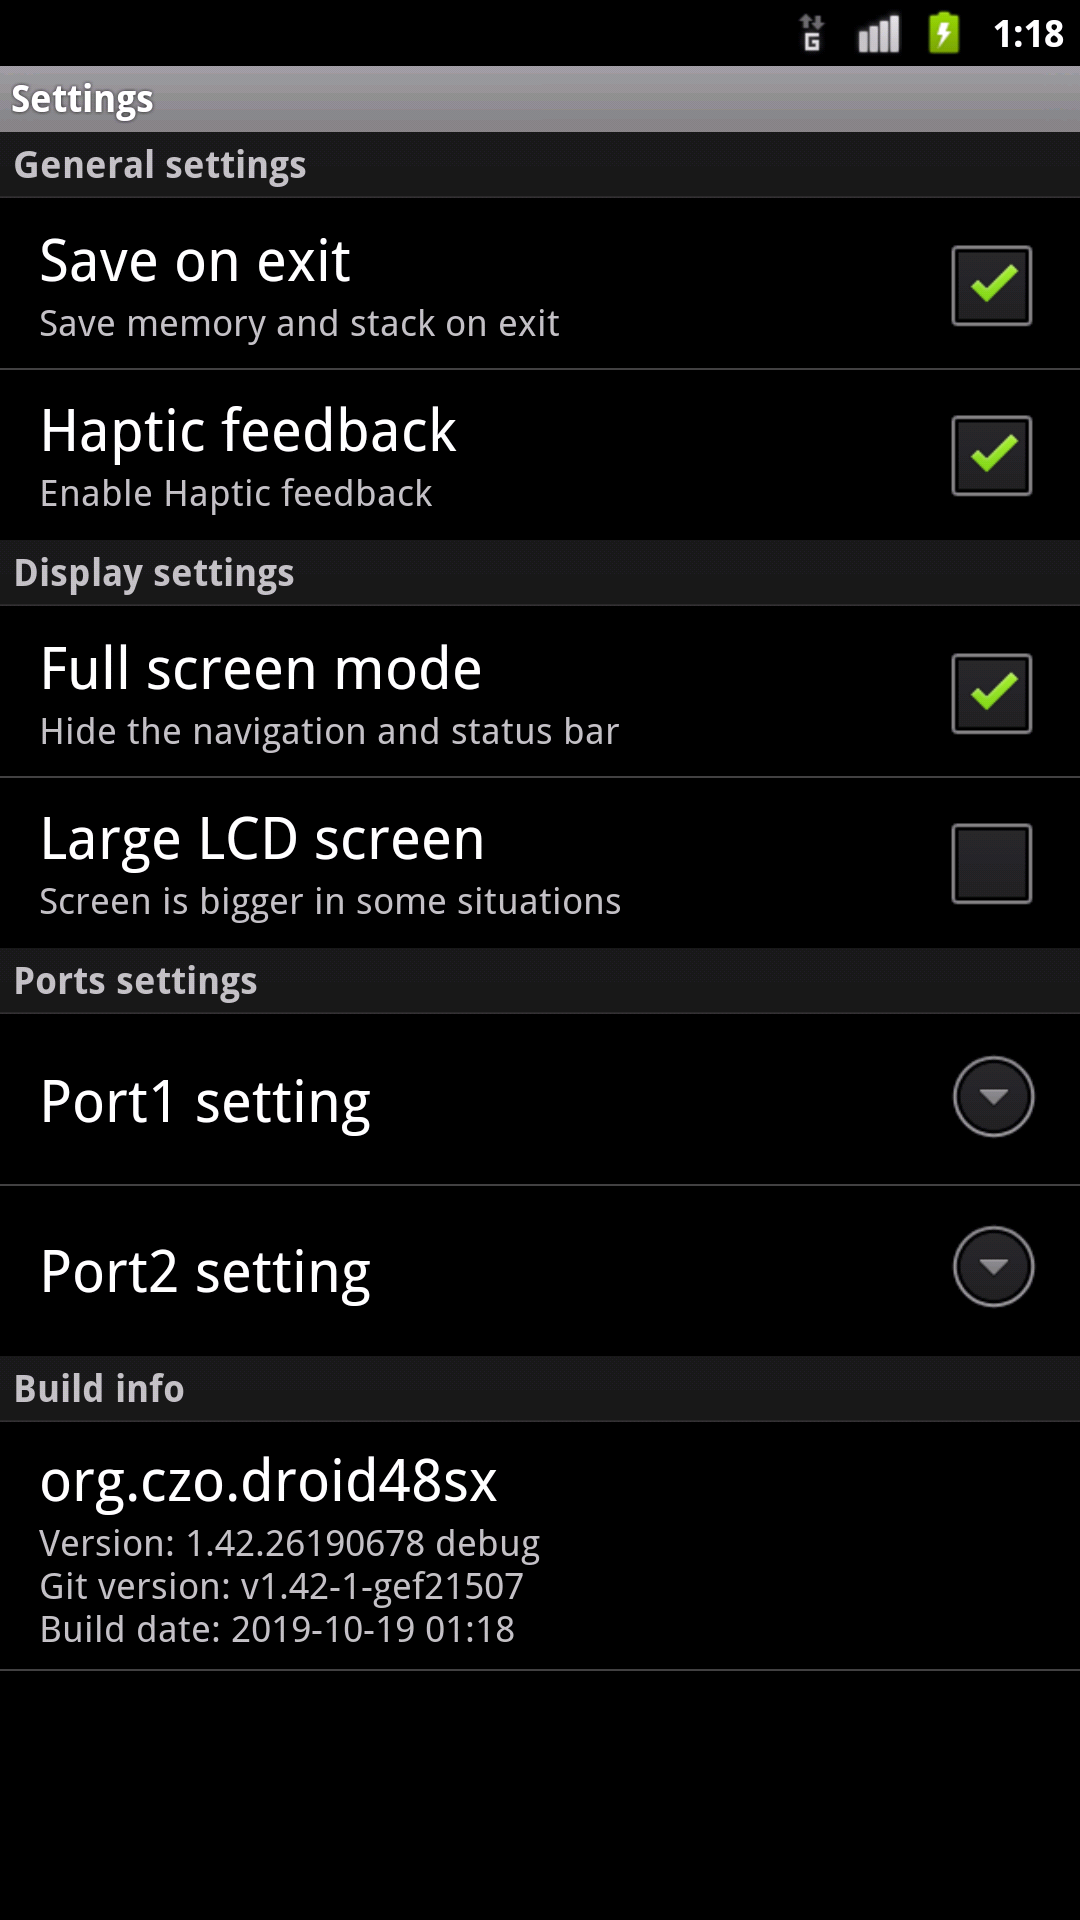 G
1:18
Settings
General settings
Save on exit
Save memory and stack on exit
Haptic feedback
Enable Haptic feedback
Display settings
Full screen mode
Hide the navigation and status bar
Large LCD screen
Screen is bigger in some situations
Ports settings
Port1 setting
Port2 setting
Build info
org.czo.droid48sx
Version: 1.42.26190678 debug
Git version: v1.42-1-gef21507
Build date: 2019-10-19 01:18